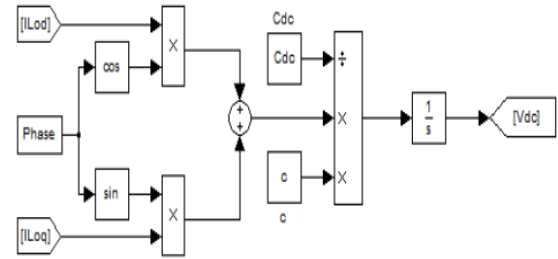 [ILod]
cos
X
Phase
sin
X
[ILoq]
+
+
Cdc
Cdc
÷
X
X
c
c
1
s
[Vdc]